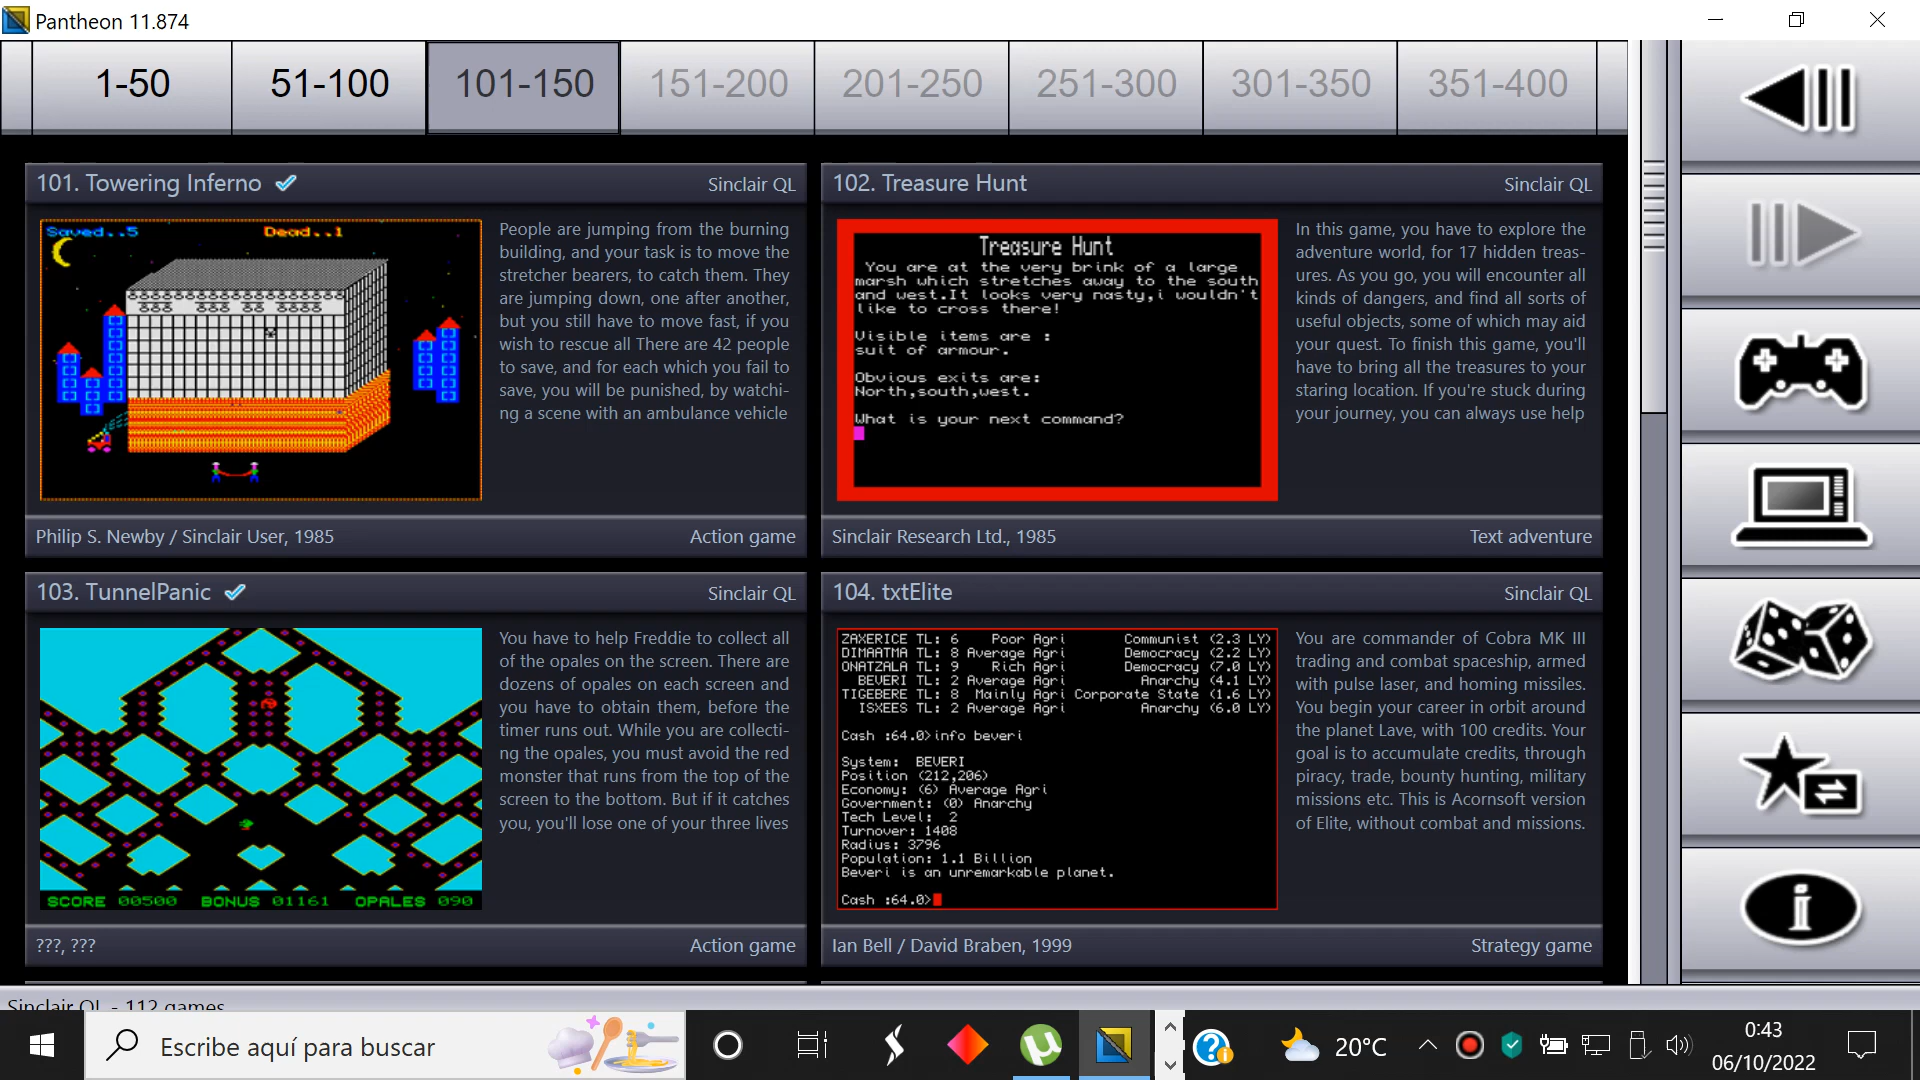 Pantheon 11.874
1-50
51-100
101-150
151-200
201-250
251-300
301-350
351-400
101. Towering Inferno
Sinclair QL
Saved..5
Dead..1
People are jumping from the burning
building, and your task is to move the
stretcher bearers, to catch them. They
are jumping down, one after another,
but you still have to move fast, if you
wish to rescue all There are 42 people
to save, and for each which you fail to
save, you will be punished, by watchi-
ng a scene with an ambulance vehicle
Philip S. Newby / Sinclair User, 1985
Action game
102. Treasure Hunt
Sinclair QL
Treasure Hunt
You are at the very brink of a large
marsh which stretches away to the south
and west.It looks very nasty,i wouldn't
like to cross there!
Visible items are :
suit of armour.
Obvious exits are:
North,south,west.
What is your next command?
In this game, you have to explore the
adventure world, for 17 hidden treas-
ures. As you go, you will encounter all
kinds of dangers, and find all sorts of
useful objects, some of which may aid
your quest. To finish this game, you'll
have to bring all the treasures to your
staring location. If you're stuck during
your journey, you can always use help
Sinclair Research Ltd., 1985
Text adventure
103. TunnelPanic
Sinclair QL
SCORE 00500 BONUS 01161 OPALES 090
You have to help Freddie to collect all
of the opales on the screen. There are
dozens of opales on each screen and
you have to obtain them, before the
timer runs out. While you are collecti-
ng the opales, you must avoid the red
monster that runs from the top of the
screen to the bottom. But if it catches
you, you'll lose one of your three lives
???, ???
Action game
104. txtElite
Sinclair QL
ZAXERICE TL: 6 Poor Agri Communist (2.3 LY)
DIMAATMA TL: 8 Average Agri Democracy (2.2 LY)
ONATZALA TL: 9 Rich Agri Democracy (7.0 LY)
BEVERI TL: 2 Average Agri Anarchy (4.1 LY)
TIGEBERE TL: 8 Mainly Agri Corporate State (1.6 LY)
ISXEES TL: 2 Average Agri Anarchy (6.0 LY)
Cash :64.0>info beveri
System: BEVERI
Position (212,206)
Economy: (6) Average Agri
Government: (0) Anarchy
Tech Level: 2
Turnover: 1408
Radius: 3796
Population: 1.1 Billion
Beveri is an unremarkable planet.
Cash :64.0>
You are commander of Cobra MK III
trading and combat spaceship, armed
with pulse laser, and homing missiles.
You begin your career in orbit around
the planet Lave, with 100 credits. Your
goal is to accumulate credits, through
piracy, trade, bounty hunting, military
missions etc. This is Acornsoft version
of Elite, without combat and missions.
Ian Bell / David Braben, 1999
Strategy game
Sinclair QL - 112 games
Escribe aquí para buscar
20°C
0:43
06/10/2022